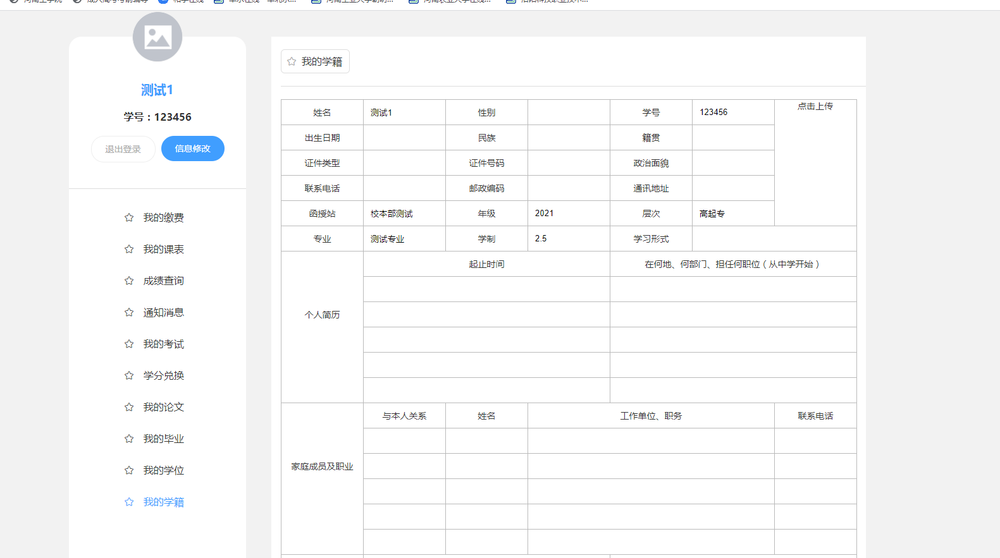 测试1
学号：123456
退出登录 信息修改
我的缴费
我的课表
成绩查询
通知消息
我的考试
学分兑换
我的论文
我的毕业
我的学位
我的学籍
我的学籍
姓名 测试1 性别 学号 123456 点击上传
出生日期 民族 籍贯
证件类型 证件号码 政治面貌
联系电话 邮政编码 通讯地址
函授站 校本部测试 年级 2021 层次 高起专
专业 测试专业 学制 2.5 学习形式
起止时间 在何地、何部门、担任何职位（从中学开始）
个人简历
与本人关系 姓名 工作单位、职务 联系电话
家庭成员及职业